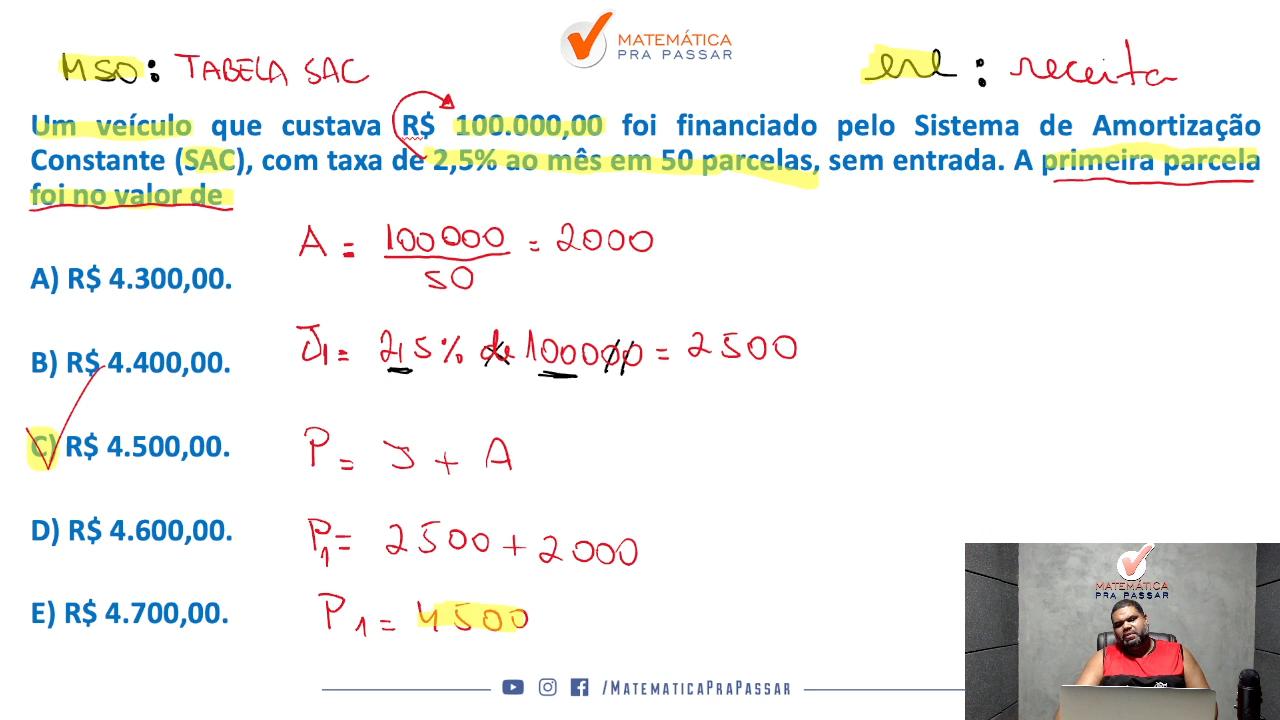 MATEMÁTICA
PRA PASSAR
MSO: TABELA SAC
: receita
Um veículo que custava R$ 100.000,00 foi financiado pelo Sistema de Amortização
Constante (SAC), com taxa de 2,5% ao mês em 50 parcelas, sem entrada. A primeira parcela
foi no valor de
A = 100000 / 50 = 2000
A) R$ 4.300,00.
J1 = 2,5% de 100000 = 2500
B) R$ 4.400,00.
C) R$ 4.500,00.
P = J + A
D) R$ 4.600,00.
P1 = 2500 + 2000
E) R$ 4.700,00.
P1 = 4500
MATEMÁTICA
PRA PASSAR
/MatematicaPraPassar